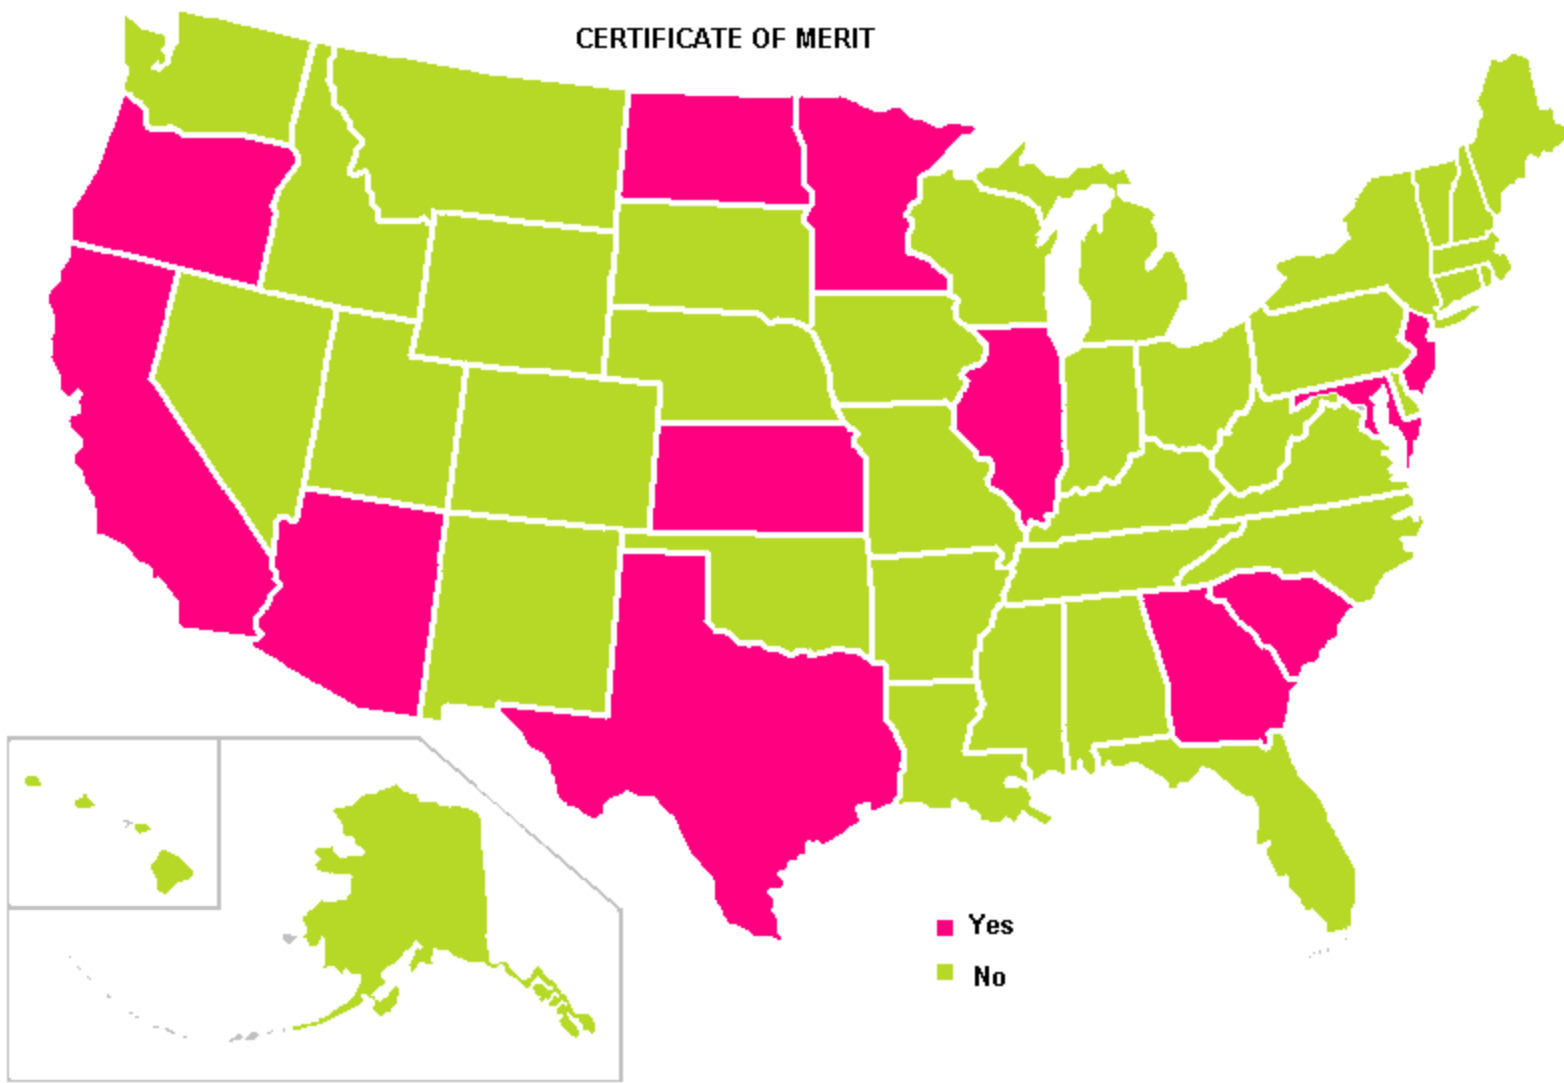 CERTIFICATE OF MERIT
Yes
No